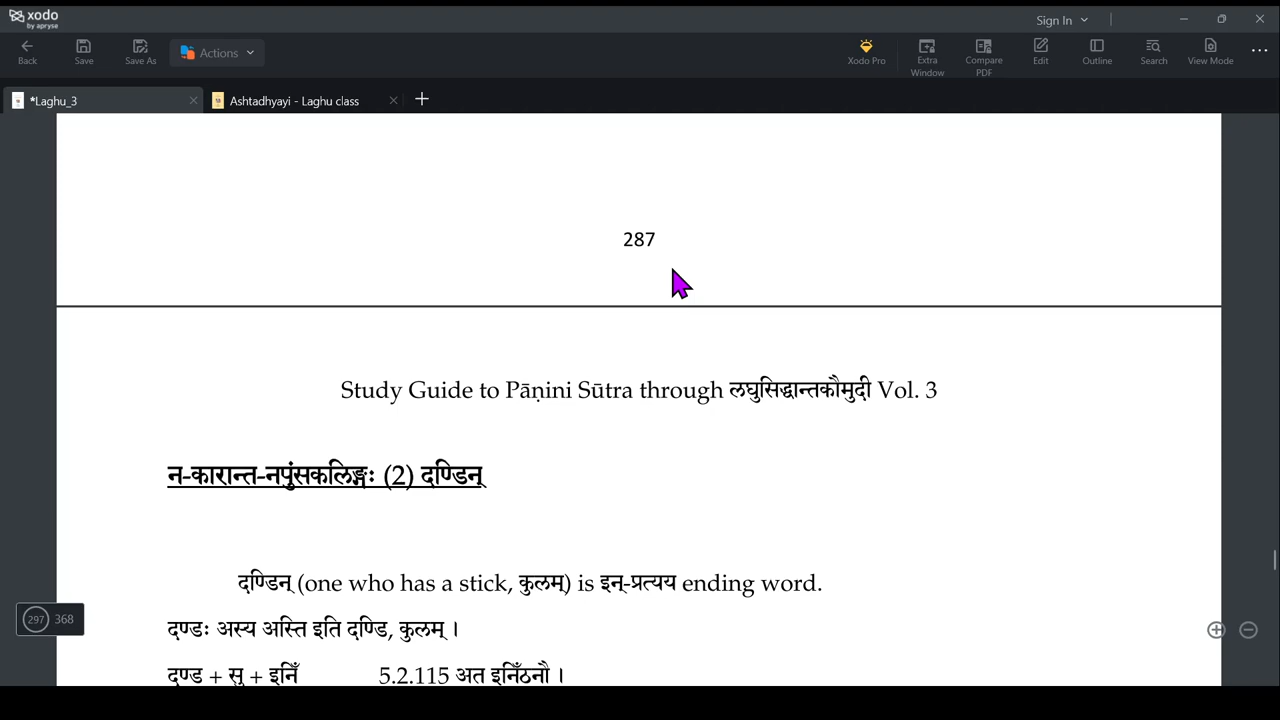 xodo
by apryse
Sign In
Back
Save
Save As
Actions
Xodo Pro
Extra Window
Compare PDF
Edit
Outline
Search
View Mode
*Laghu_3
Ashtadhyayi - Laghu class
287
Study Guide to Pāṇini Sūtra through लघुसिद्धान्तकौमुदी Vol. 3
न-कारान्त-नपुंसकलिङ्गः (2) दण्डिन्
दण्डिन् (one who has a stick, कुलम्) is इन्-प्रत्यय ending word.
दण्डः अस्य अस्ति इति दण्डि, कुलम् ।
दण्ड + सु + इनिँ 5.2.115 अत इनिँठनौ ।
297 368